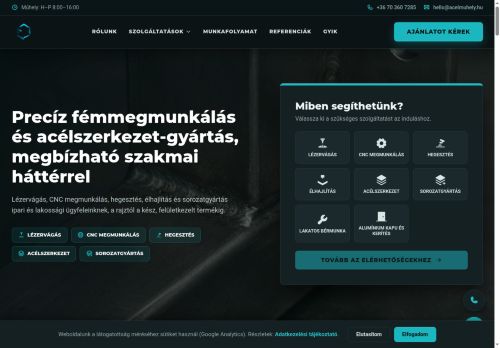 Műhely: H–P 8:00–16:00
+36 70 360 7285
hello@acelmuhely.hu
RÓLUNK
SZOLGÁLTATÁSOK
MUNKAFOLYAMAT
REFERENCIÁK
GYIK
AJÁNLATOT KÉREK
Precíz fémmegmunkálás
és acélszerkezet-gyártás,
megbízható szakmai
háttérrel
Lézervágás, CNC megmunkálás, hegesztés, élhajlítás és sorozatgyártás
ipari és lakossági ügyfeleinknek, a rajztól a kész, felületkezelt termékig.
LÉZERVÁGÁS
CNC MEGMUNKÁLÁS
HEGESZTÉS
ACÉLSZERKEZET
SOROZATGYÁRTÁS
Miben segíthetünk?
Válassza ki a szükséges szolgáltatást az induláshoz.
LÉZERVÁGÁS
CNC MEGMUNKÁLÁS
HEGESZTÉS
ÉLHAJLÍTÁS
ACÉLSZERKEZET
SOROZATGYÁRTÁS
LAKATOS BÉRMUNKA
ALUMÍNIUM KAPU ÉS
KERÍTÉS
TOVÁBB AZ ELÉRHETŐSÉGEKHEZ →
Weboldalunk a látogatottság méréséhez sütiket használ (Google Analytics). Részletek: Adatkezelési tájékoztató.
Elutasítom
Elfogadom